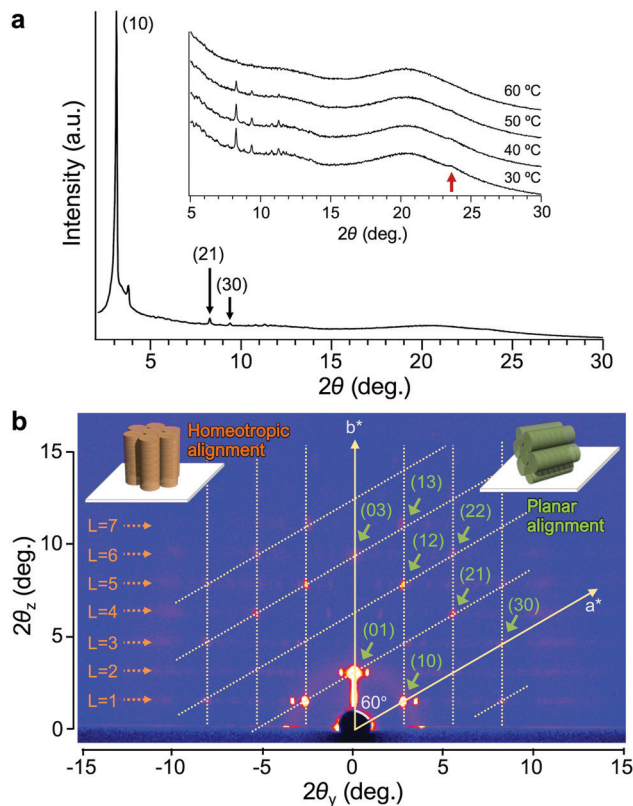 a
(10)
Intensity (a.u.)
60 ºC
50 ºC
40 ºC
30 ºC
5 10 15 20 25 30
2θ (deg.)
(21)
(30)
5 10 15 20 25 30
2θ (deg.)
b
Homeotropic
alignment
b*
Planar
alignment
15
10
5
0
2θz (deg.)
L=7
L=6
L=5
L=4
L=3
L=2
L=1
(13)
(03)
(22)
(12)
(21)
(30)
a*
(01)
(10)
60°
-15 -10 -5 0 5 10 15
2θy (deg.)